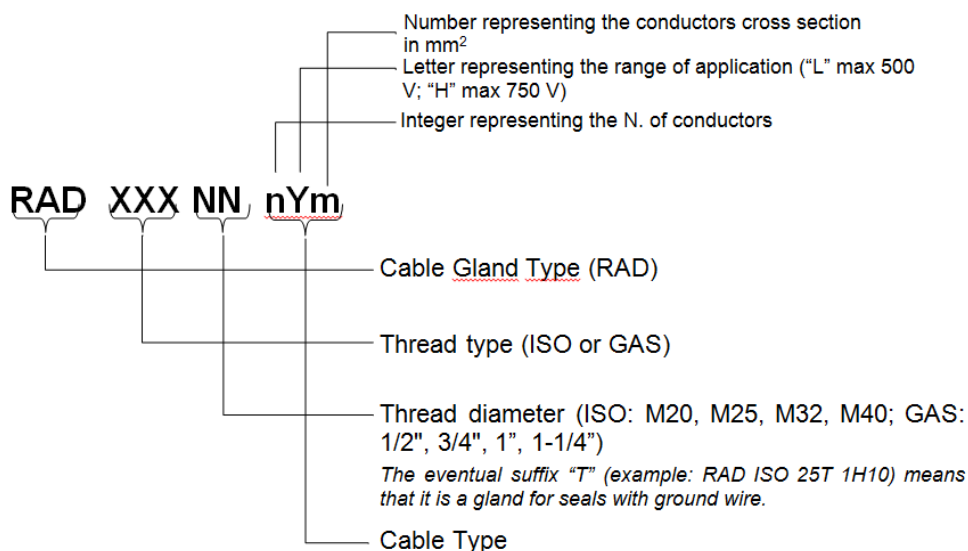 Number representing the conductors cross section
in mm²
Letter representing the range of application (“L” max 500
V; “H” max 750 V)
Integer representing the N. of conductors
RAD XXX NN nYm
Cable Gland Type (RAD)
Thread type (ISO or GAS)
Thread diameter (ISO: M20, M25, M32, M40; GAS:
1/2", 3/4", 1”, 1-1/4”)
The eventual suffix “T” (example: RAD ISO 25T 1H10) means
that it is a gland for seals with ground wire.
Cable Type